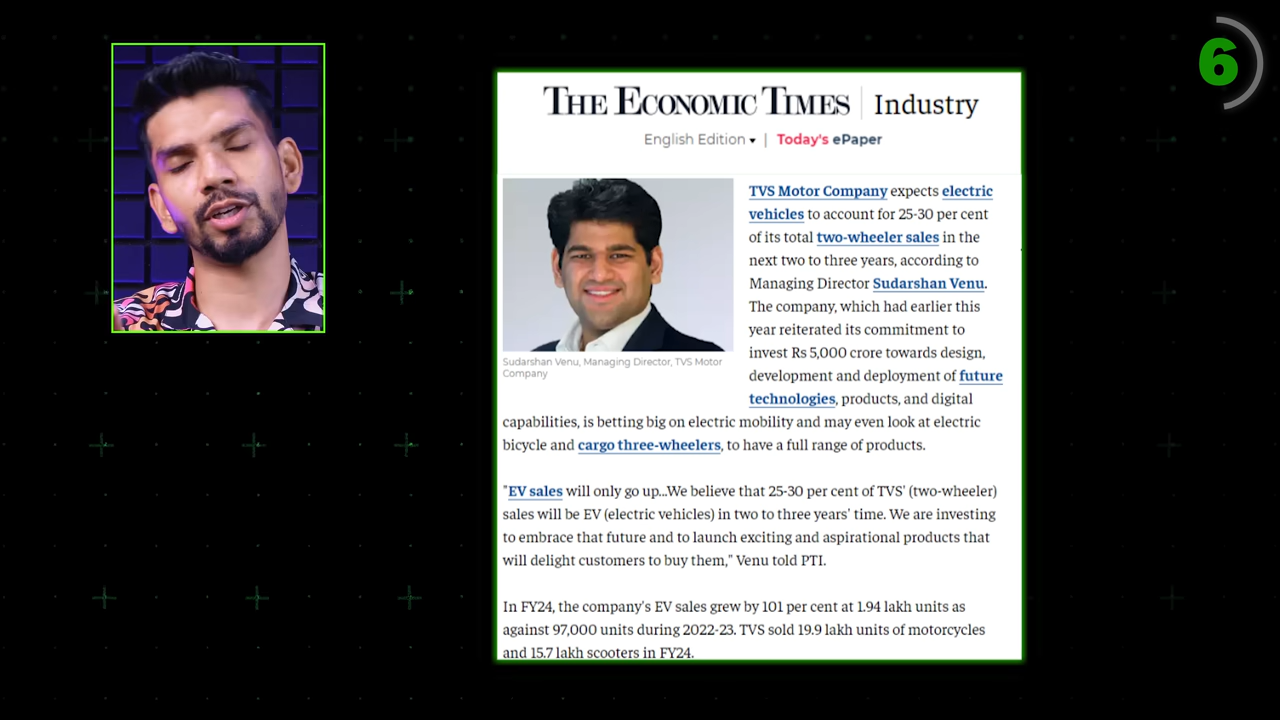 6
THE ECONOMIC TIMES | Industry
English Edition ▾ | Today's ePaper
TVS Motor Company expects electric
vehicles to account for 25-30 per cent
of its total two-wheeler sales in the
next two to three years, according to
Managing Director Sudarshan Venu.
The company, which had earlier this
year reiterated its commitment to
invest Rs 5,000 crore towards design,
development and deployment of future
technologies, products, and digital
Sudarshan Venu, Managing Director, TVS Motor
Company
capabilities, is betting big on electric mobility and may even look at electric
bicycle and cargo three-wheelers, to have a full range of products.
"EV sales will only go up...We believe that 25-30 per cent of TVS' (two-wheeler)
sales will be EV (electric vehicles) in two to three years' time. We are investing
to embrace that future and to launch exciting and aspirational products that
will delight customers to buy them," Venu told PTI.
In FY24, the company's EV sales grew by 101 per cent at 1.94 lakh units as
against 97,000 units during 2022-23. TVS sold 19.9 lakh units of motorcycles
and 15.7 lakh scooters in FY24.